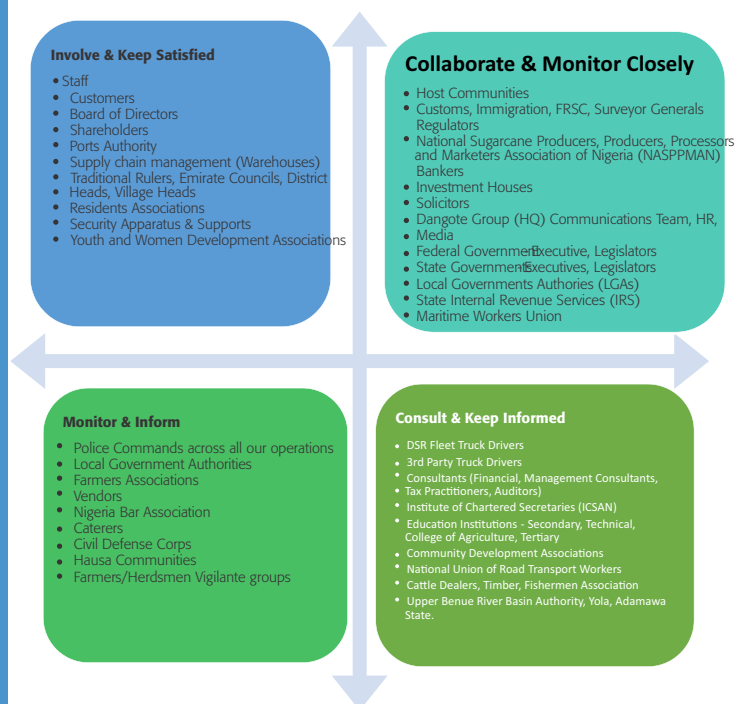 Involve & Keep Satisfied
• Staff
• Customers
• Board of Directors
• Shareholders
• Ports Authority
• Supply chain management (Warehouses)
• Traditional Rulers, Emirate Councils, District
• Heads, Village Heads
• Residents Associations
• Security Apparatus & Supports
• Youth and Women Development Associations
Collaborate & Monitor Closely
• Host Communities
• Customs, Immigration, FRSC, Surveyor Generals
Regulators
• National Sugarcane Producers, Producers, Processors
and Marketers Association of Nigeria (NASPPMAN)
Bankers
• Investment Houses
• Solicitors
• Dangote Group (HQ) Communications Team, HR,
• Media
• Federal Government-Executive, Legislators
• State Governments-Executives, Legislators
• Local Governments Authories (LGAs)
• State Internal Revenue Services (IRS)
• Maritime Workers Union
Monitor & Inform
• Police Commands across all our operations
• Local Government Authorities
• Farmers Associations
• Vendors
• Nigeria Bar Association
• Caterers
• Civil Defense Corps
• Hausa Communities
• Farmers/Herdsmen Vigilante groups
Consult & Keep Informed
• DSR Fleet Truck Drivers
• 3rd Party Truck Drivers
• Consultants (Financial, Management Consultants,
• Tax Practitioners, Auditors)
• Institute of Chartered Secretaries (ICSAN)
• Education Institutions - Secondary, Technical,
College of Agriculture, Tertiary
• Community Development Associations
• National Union of Road Transport Workers
• Cattle Dealers, Timber, Fishermen Association
• Upper Benue River Basin Authority, Yola, Adamawa
State.